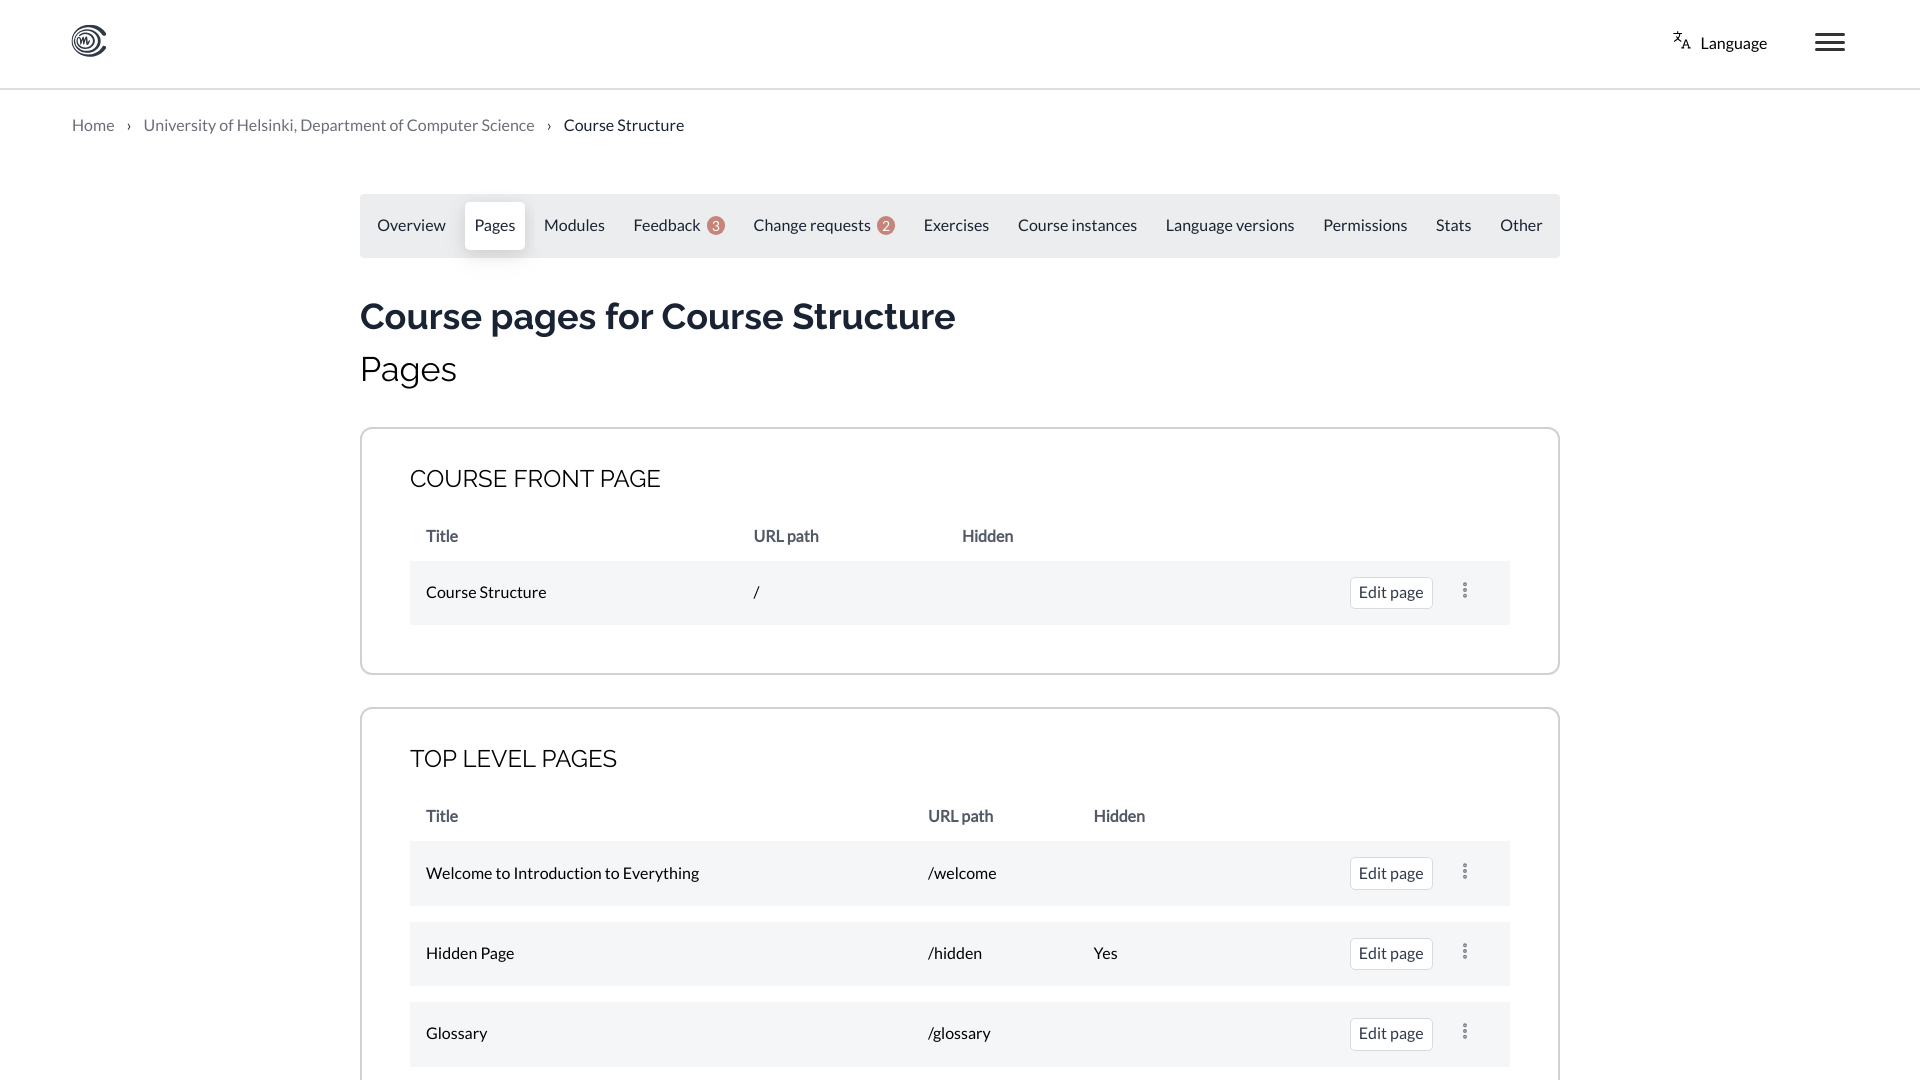 Language
Home › University of Helsinki, Department of Computer Science › Course Structure
Overview Pages Modules Feedback 3 Change requests 2 Exercises Course instances Language versions Permissions Stats Other
Course pages for Course Structure
Pages
COURSE FRONT PAGE
Title URL path Hidden
Course Structure / Edit page
TOP LEVEL PAGES
Title URL path Hidden
Welcome to Introduction to Everything /welcome Edit page
Hidden Page /hidden Yes Edit page
Glossary /glossary Edit page